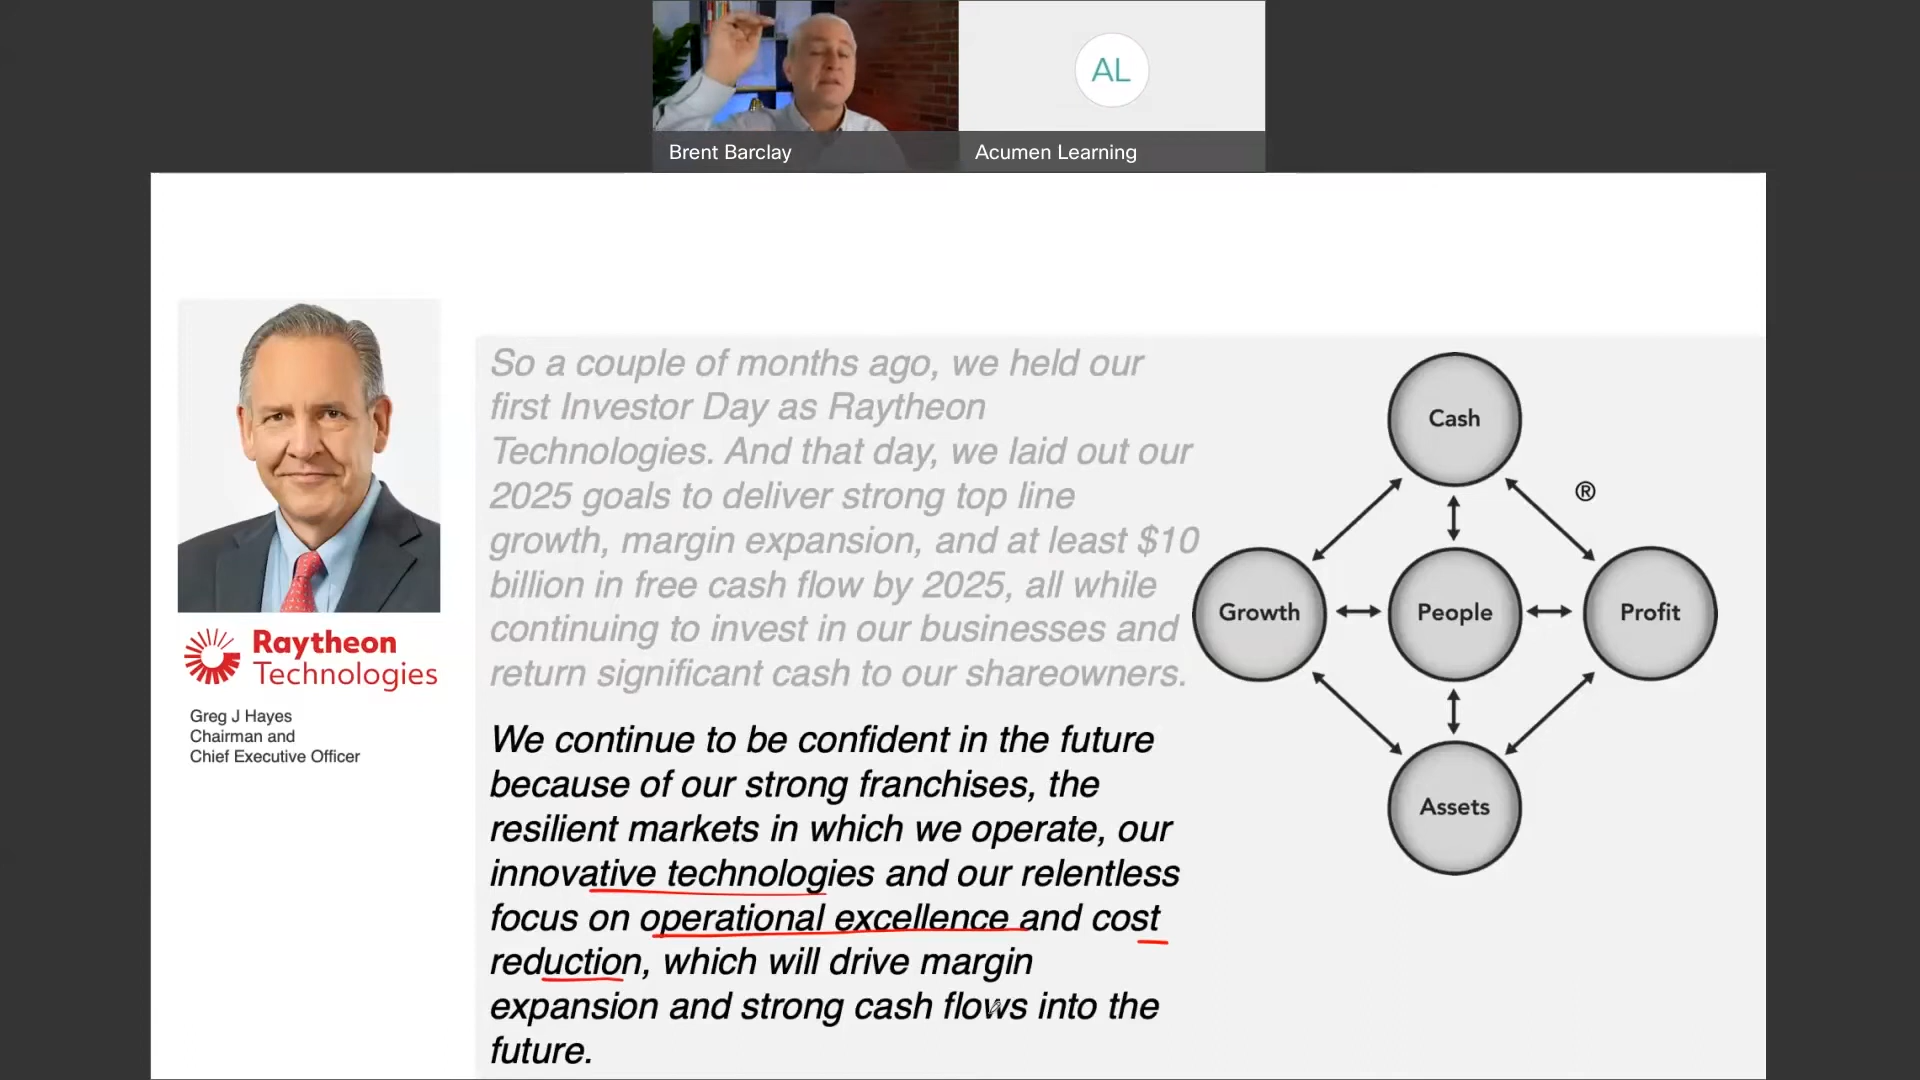 AL
Brent Barclay
Acumen Learning
Raytheon
Technologies
Greg J Hayes
Chairman and
Chief Executive Officer
So a couple of months ago, we held our
first Investor Day as Raytheon
Technologies. And that day, we laid out our
2025 goals to deliver strong top line
growth, margin expansion, and at least $10
billion in free cash flow by 2025, all while
continuing to invest in our businesses and
return significant cash to our shareowners.
We continue to be confident in the future
because of our strong franchises, the
resilient markets in which we operate, our
innovative technologies and our relentless
focus on operational excellence and cost
reduction, which will drive margin
expansion and strong cash flows into the
future.
Cash
®
Growth
People
Profit
Assets